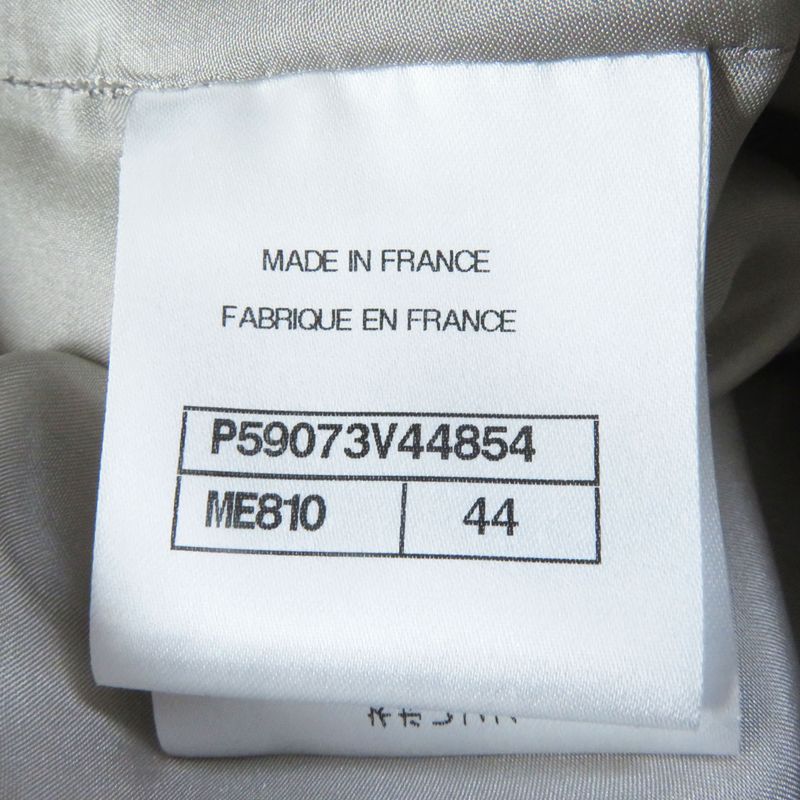 MADE IN FRANCE
FABRIQUE EN FRANCE
P59073V44854
ME810 44